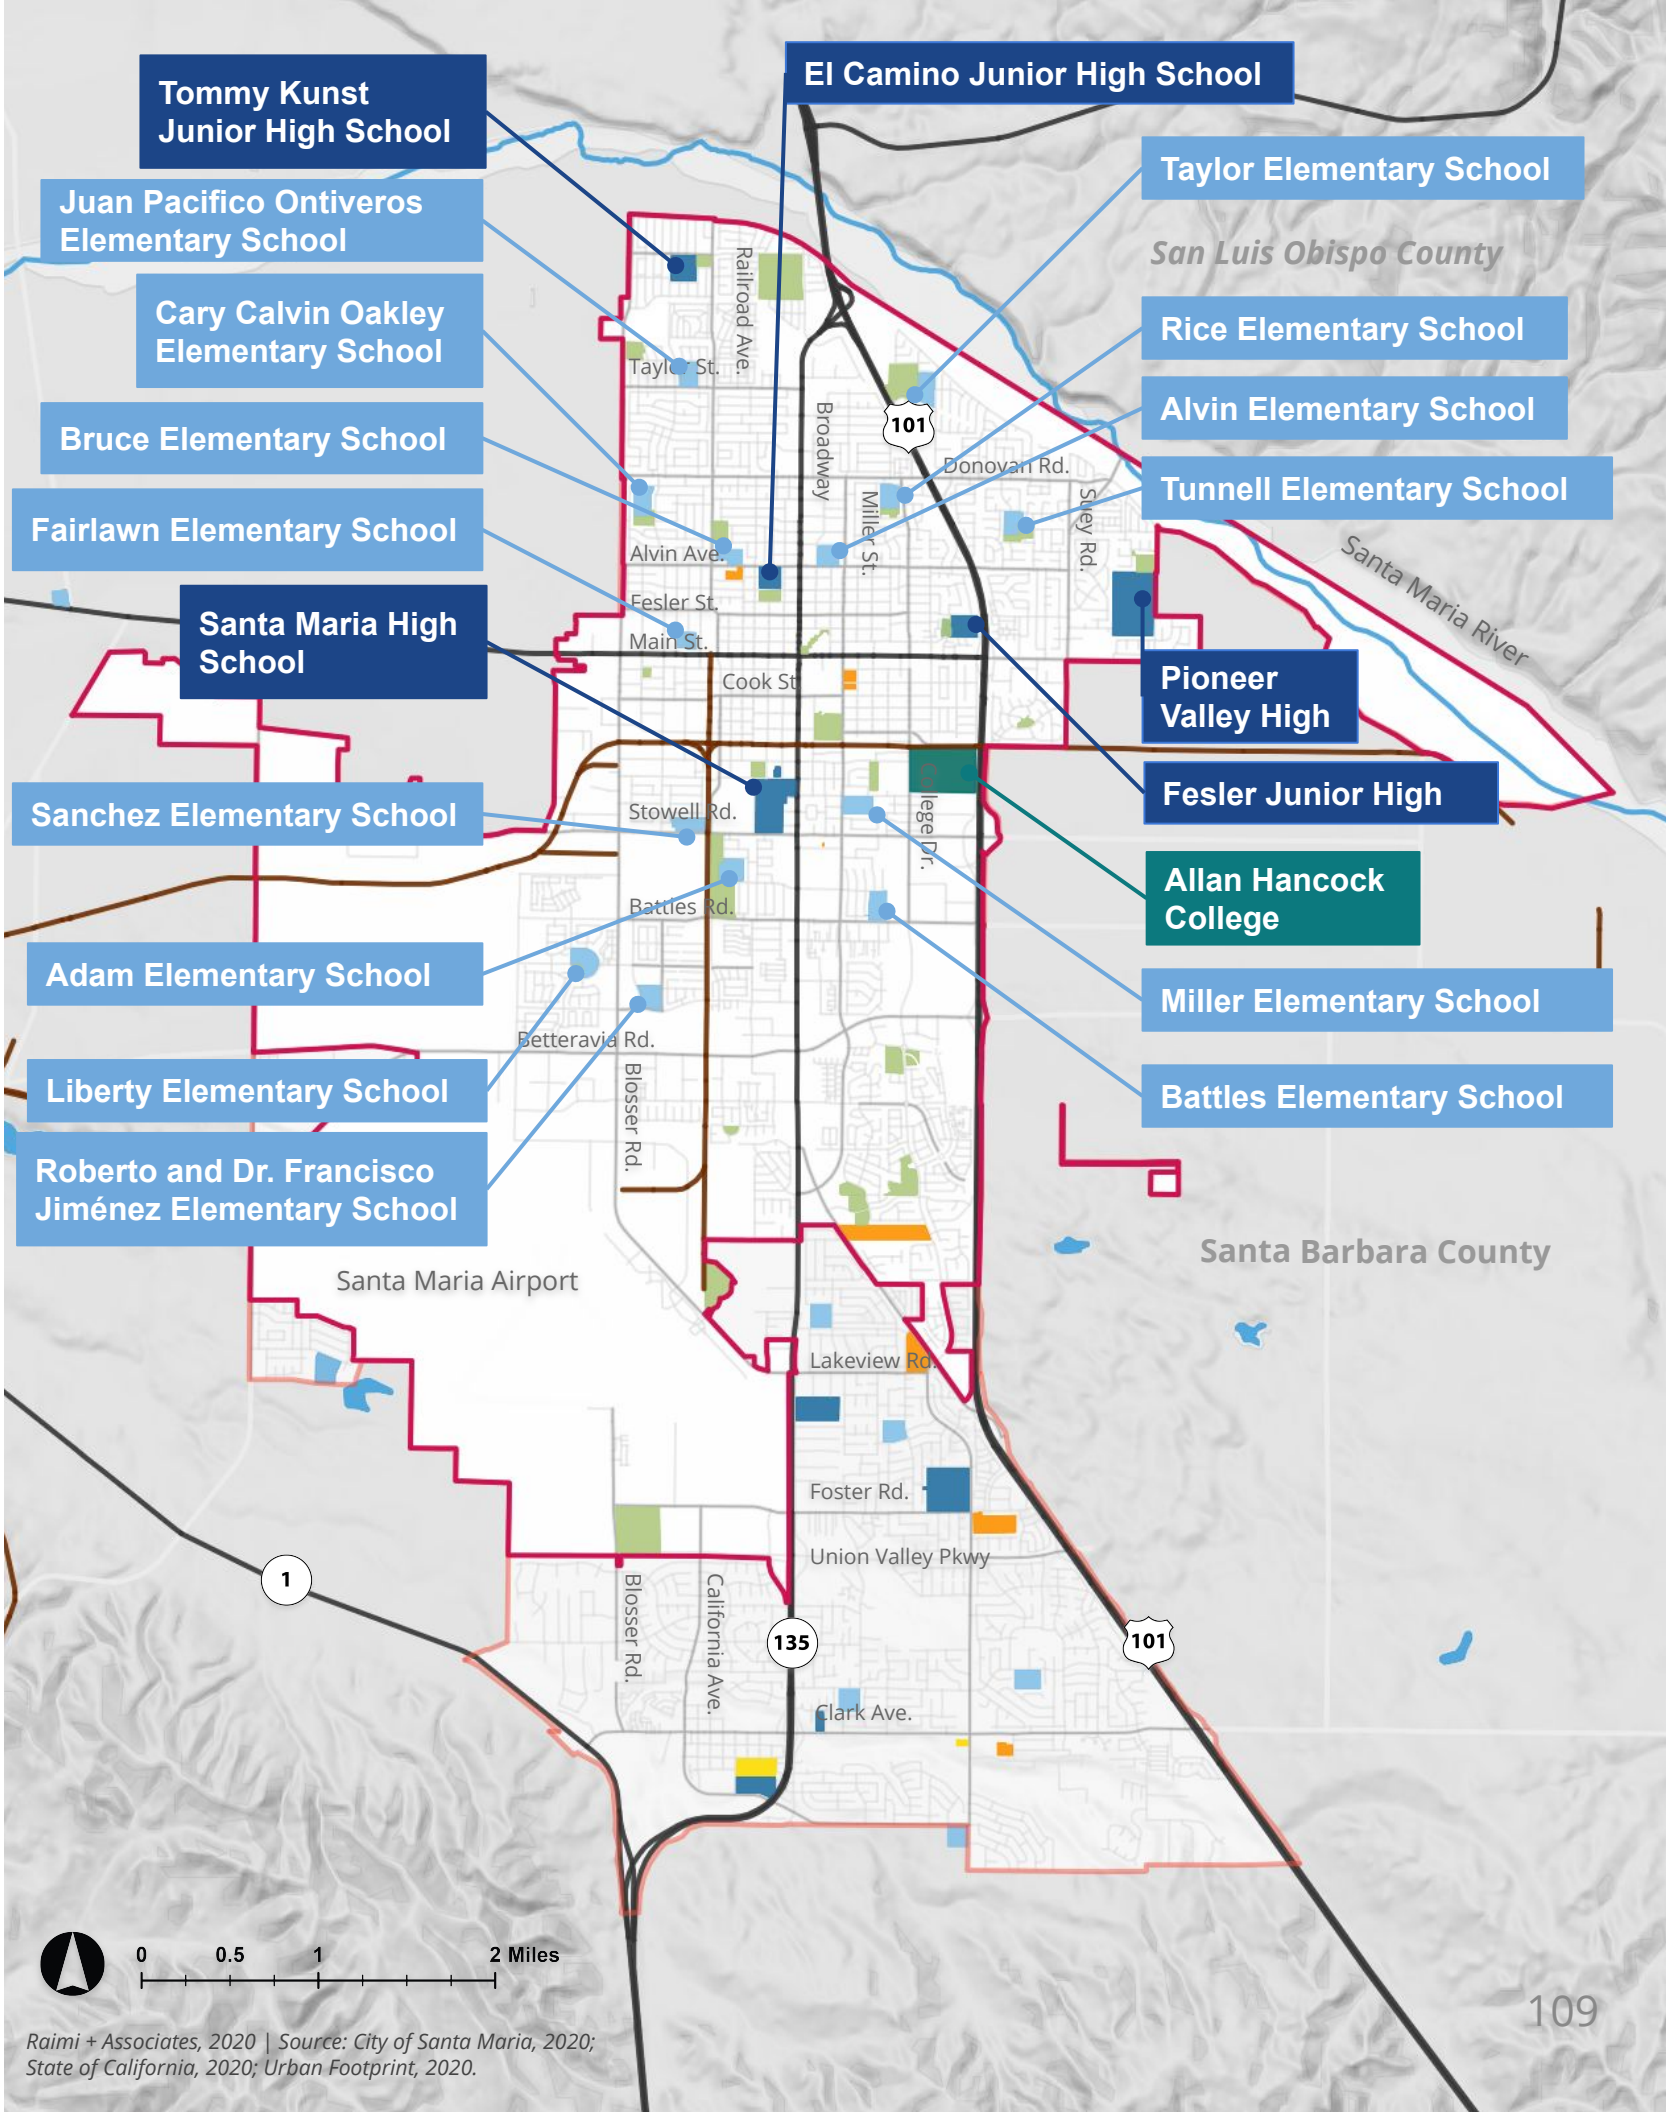 El Camino Junior High School
Tommy Kunst
Junior High School
Taylor Elementary School
Juan Pacifico Ontiveros
Elementary School
San Luis Obispo County
Cary Calvin Oakley
Elementary School
Rice Elementary School
Railroad Ave.
Taylor St.
Alvin Elementary School
Bruce Elementary School
Broadway
101
Donovan Rd.
Tunnell Elementary School
Fairlawn Elementary School
Miller St.
Suey Rd.
Alvin Ave.
Santa Maria River
Fesler St.
Santa Maria High
School
Main St.
Cook St
Pioneer
Valley High
Fesler Junior High
Sanchez Elementary School
Stowell Rd.
College Dr.
Allan Hancock
College
Battles Rd.
Adam Elementary School
Miller Elementary School
Betteravia Rd.
Liberty Elementary School
Blosser Rd.
Battles Elementary School
Roberto and Dr. Francisco
Jiménez Elementary School
Santa Barbara County
Santa Maria Airport
Lakeview Rd.
Foster Rd.
Union Valley Pkwy
1
Blosser Rd.
California Ave.
135
101
Clark Ave.
0 0.5 1 2 Miles
109
Raimi + Associates, 2020 | Source: City of Santa Maria, 2020;
State of California, 2020; Urban Footprint, 2020.